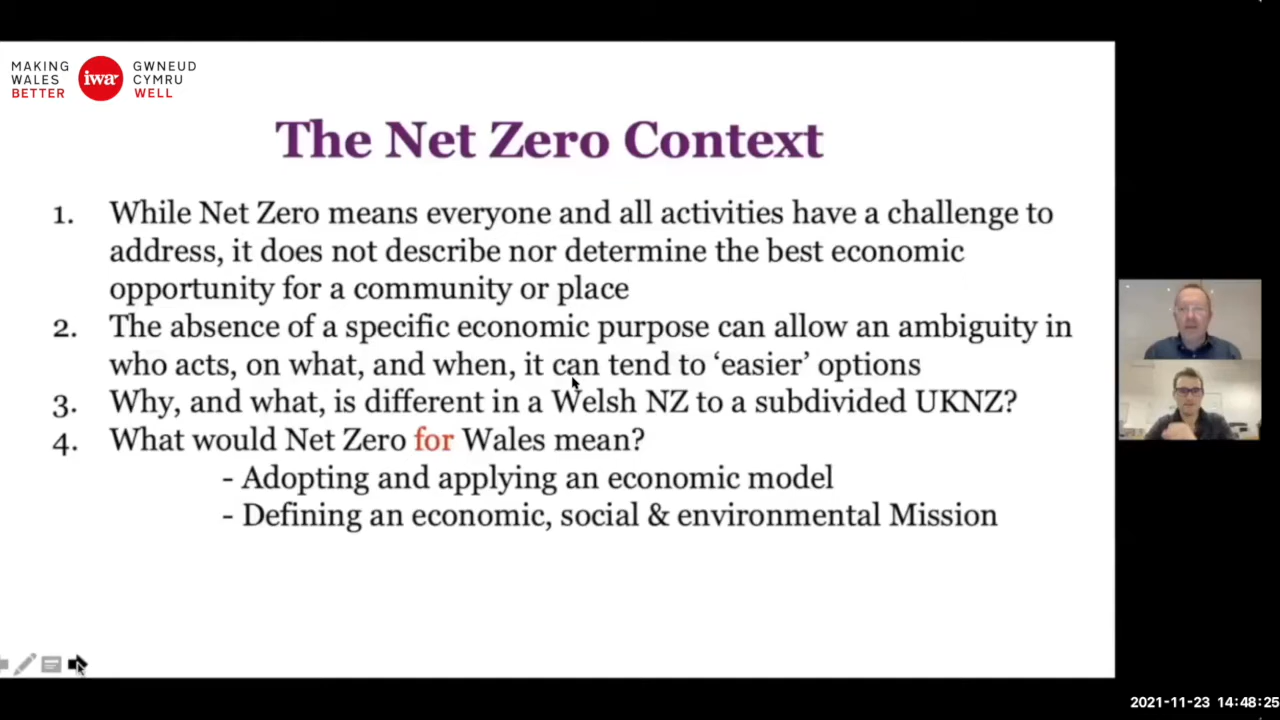 MAKING
WALES
BETTER
iwa
GWNEUD
CYMRU
WELL
The Net Zero Context
1. While Net Zero means everyone and all activities have a challenge to
address, it does not describe nor determine the best economic
opportunity for a community or place
2. The absence of a specific economic purpose can allow an ambiguity in
who acts, on what, and when, it can tend to ‘easier’ options
3. Why, and what, is different in a Welsh NZ to a subdivided UKNZ?
4. What would Net Zero for Wales mean?
- Adopting and applying an economic model
- Defining an economic, social & environmental Mission
2021-11-23 14:48:25